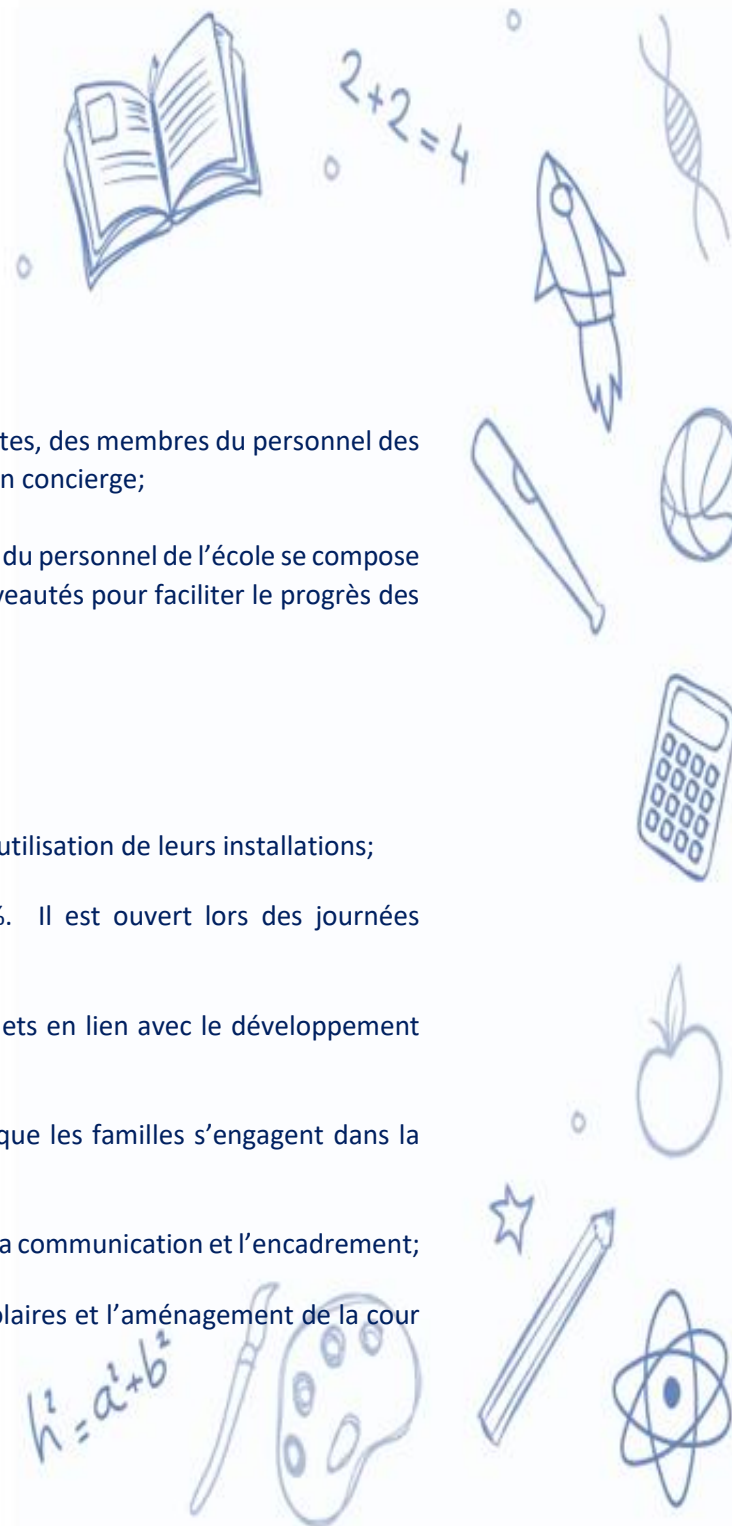 2+2=4
tes, des membres du personnel des
n concierge;
du personnel de l’école se compose
veautés pour faciliter le progrès des
utilisation de leurs installations;
%. Il est ouvert lors des journées
ets en lien avec le développement
que les familles s’engagent dans la
a communication et l’encadrement;
olaires et l’aménagement de la cour
h²=a²+b²